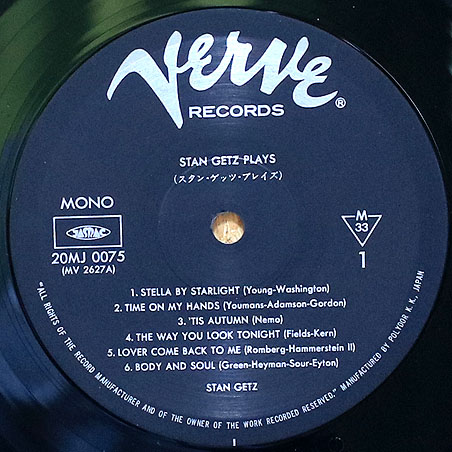 Verve
RECORDS ®
STAN GETZ PLAYS
(スタン・ゲッツ・プレイズ)
MONO
JASRAC
20MJ 0075
(MV 2627A)
M
33
1
1. STELLA BY STARLIGHT (Young-Washington)
2. TIME ON MY HANDS (Youmans-Adamson-Gordon)
3. 'TIS AUTUMN (Nemo)
4. THE WAY YOU LOOK TONIGHT (Fields-Kern)
5. LOVER COME BACK TO ME (Romberg-Hammerstein II)
6. BODY AND SOUL (Green-Heyman-Sour-Eyton)
STAN GETZ
"ALL RIGHTS OF THE RECORD MANUFACTURER AND OF THE OWNER OF THE WORK RECORDED RESERVED." MANUFACTURED BY POLYDOR K.K. JAPAN